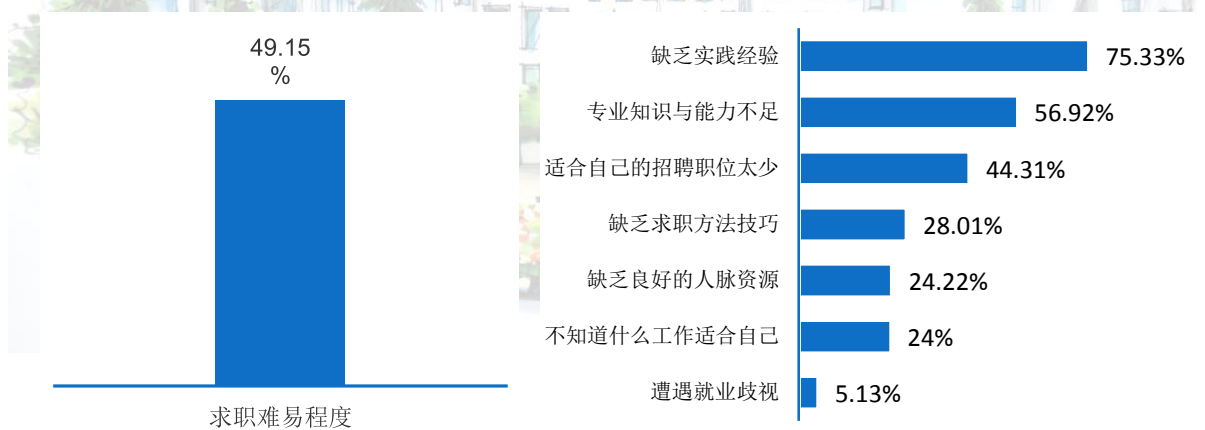 49.15
%
求职难易程度
缺乏实践经验 75.33%
专业知识与能力不足 56.92%
适合自己的招聘职位太少 44.31%
缺乏求职方法技巧 28.01%
缺乏良好的人脉资源 24.22%
不知道什么工作适合自己 24%
遭遇就业歧视 5.13%